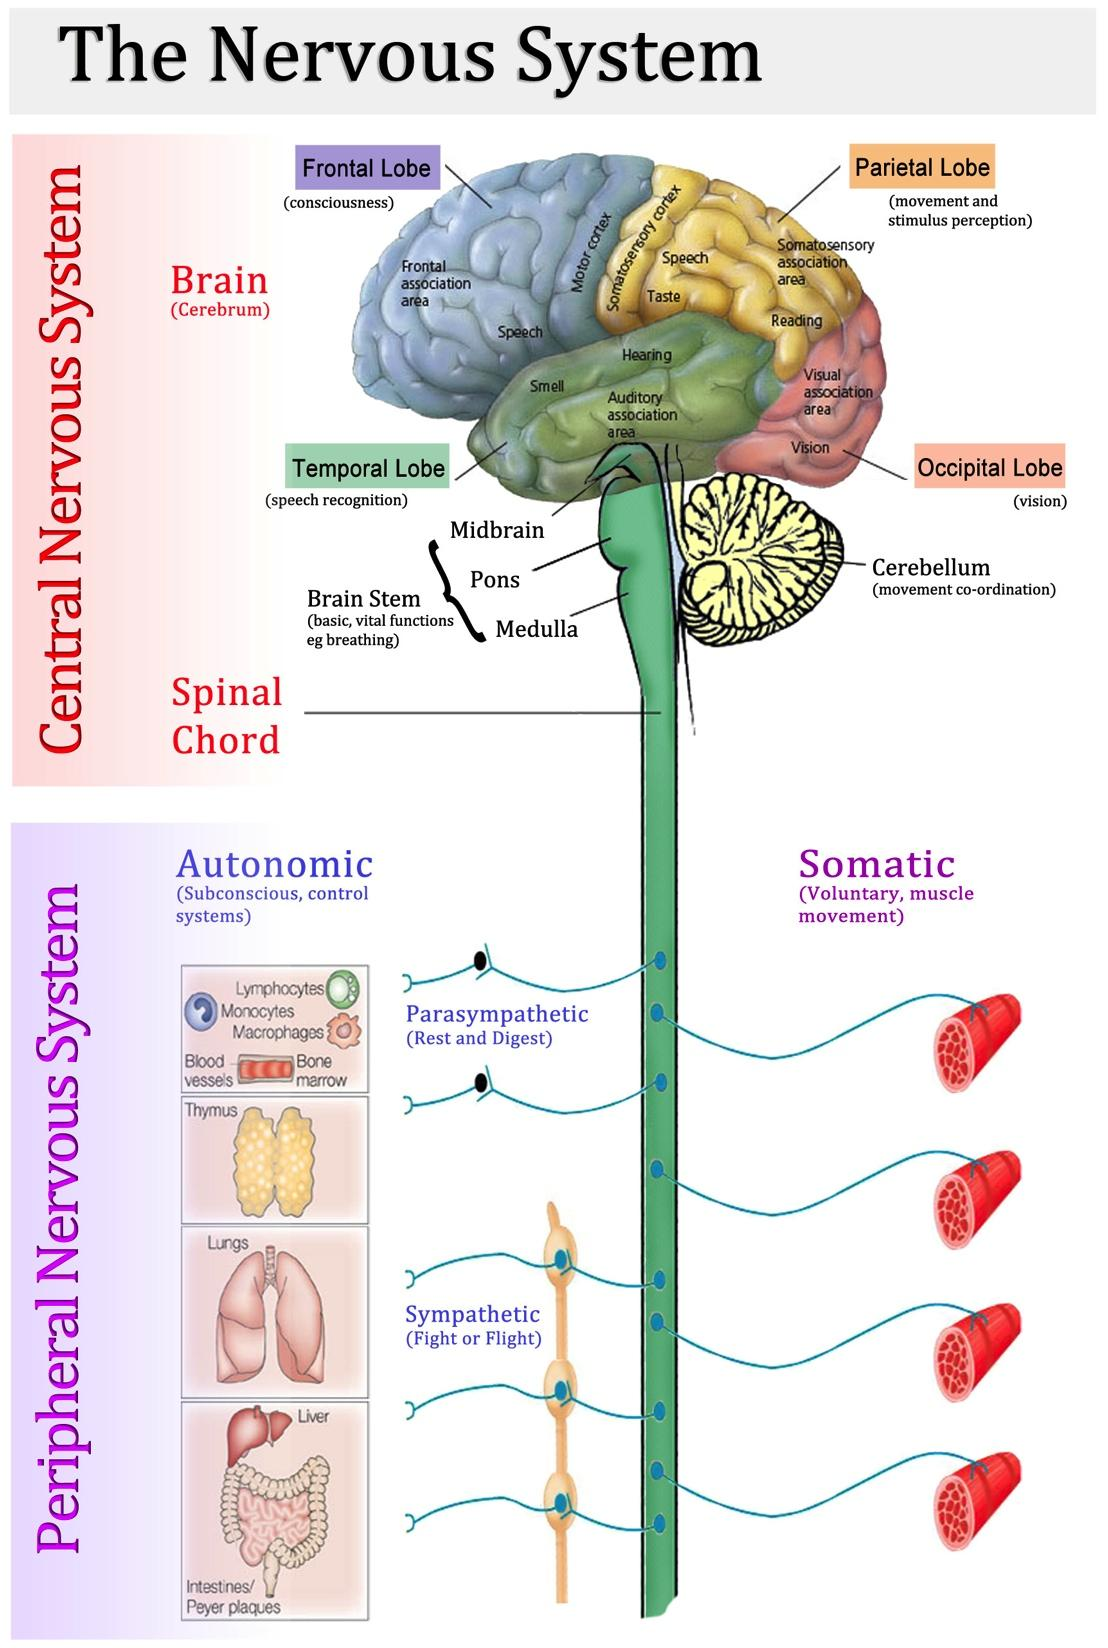 The Nervous System
Central Nervous System
Frontal Lobe
(consciousness)
Parietal Lobe
(movement and
stimulus perception)
Brain
(Cerebrum)
Frontal
association
area
Speech
Motor cortex
Somatosensory cortex
Speech
Taste
Somatosensory
association
area
Reading
Hearing
Smell
Auditory
association
area
Visual
association
area
Vision
Temporal Lobe
(speech recognition)
Occipital Lobe
(vision)
Midbrain
Pons
Medulla
Brain Stem
(basic, vital functions
eg breathing)
Cerebellum
(movement co-ordination)
Spinal
Chord
Peripheral Nervous System
Autonomic
(Subconscious, control
systems)
Somatic
(Voluntary, muscle
movement)
Lymphocytes
Monocytes
Macrophages
Blood
vessels
Bone
marrow
Thymus
Lungs
Liver
Intestines/
Peyer plaques
Parasympathetic
(Rest and Digest)
Sympathetic
(Fight or Flight)